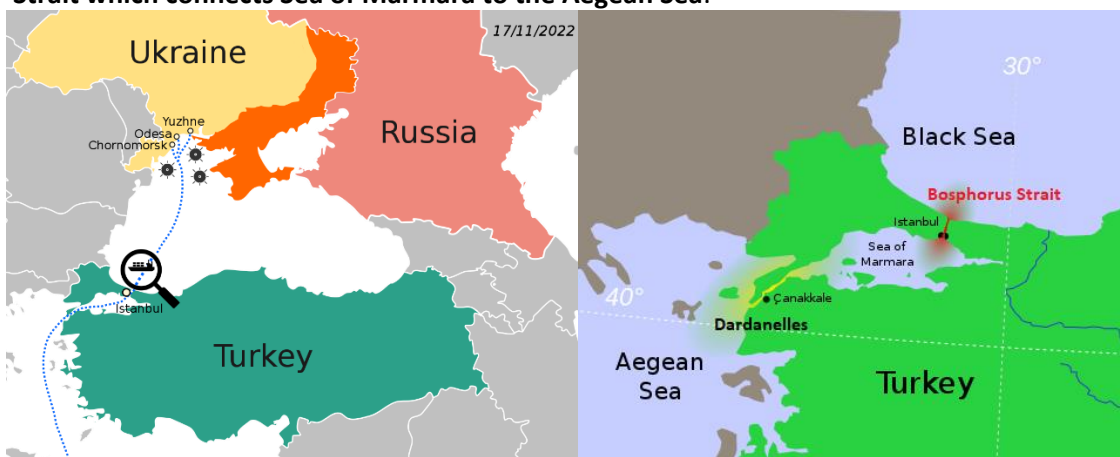 Strait which connects Sea of Marmara to the Aegean Sea.
17/11/2022
Ukraine
Yuzhne
Odesa
Chornomorsk
Russia
Istanbul
Turkey
30°
Black Sea
Bosphorus Strait
Istanbul
Sea of
Marmara
40°
Çanakkale
Dardanelles
Aegean
Sea
Turkey